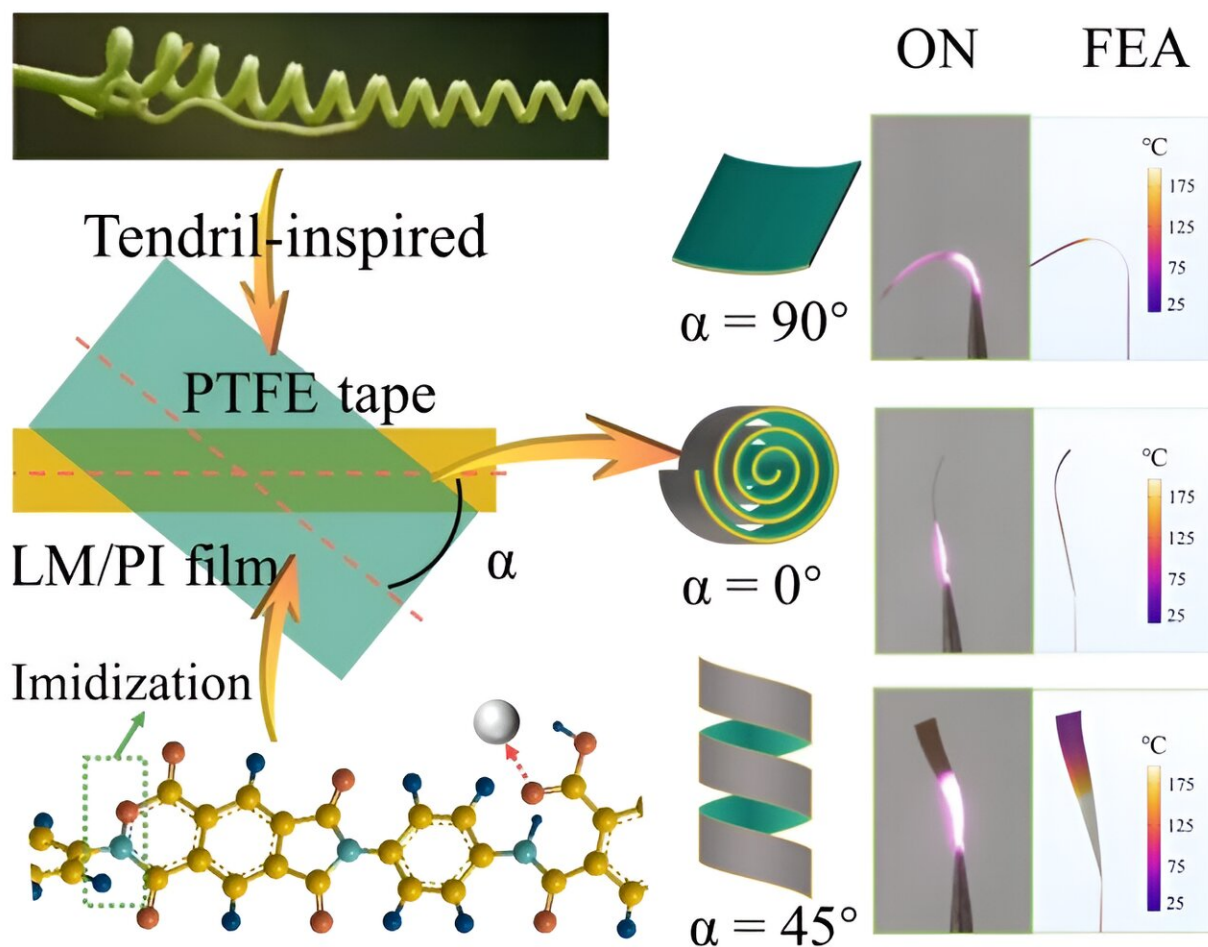 ON
FEA
Tendril-inspired
PTFE tape
LM/PI film
α
Imidization
α = 90°
°C
175
125
75
25
α = 0°
°C
175
125
75
25
α = 45°
°C
175
125
75
25